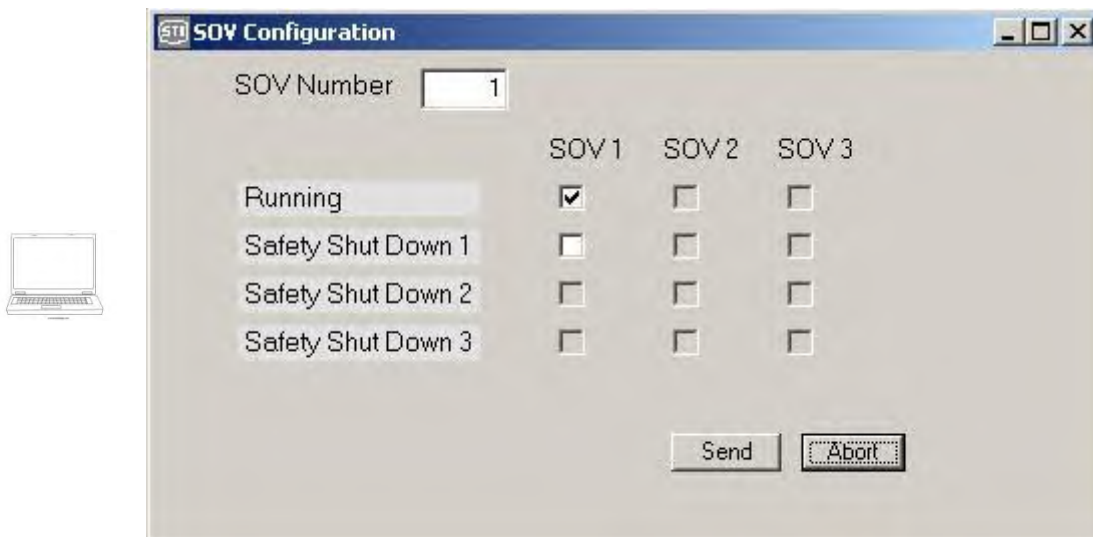 STI SOV Configuration
SOV Number 1
SOV 1 SOV 2 SOV 3
Running
Safety Shut Down 1
Safety Shut Down 2
Safety Shut Down 3
Send Abort